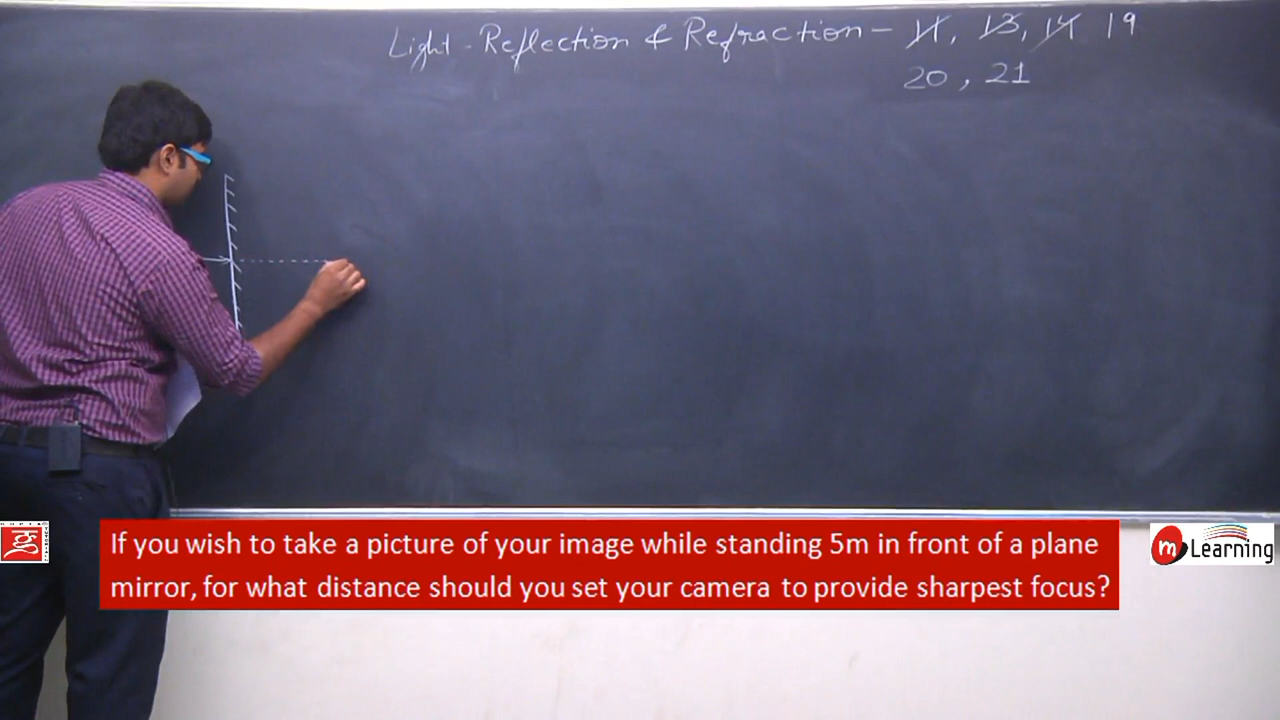 Light - Reflection & Refraction - 11, 13, 14 19
20, 21
If you wish to take a picture of your image while standing 5m in front of a plane
mirror, for what distance should you set your camera to provide sharpest focus?
m Learning